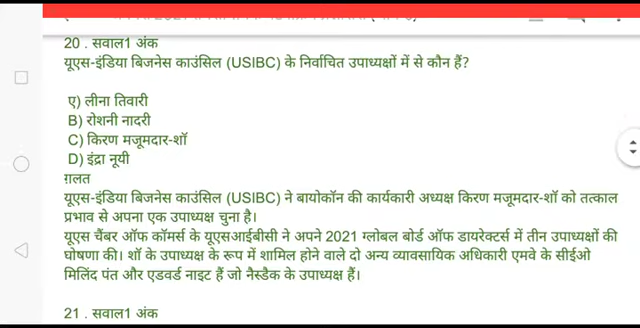 20 . सवाल1 अंक
यूएस-इंडिया बिजनेस काउंसिल (USIBC) के निर्वाचित उपाध्यक्षों में से कौन हैं?
ए) लीना तिवारी
B) रोशनी नादरी
C) किरण मजूमदार-शॉ
D) इंद्रा नूयी
ग़लत
यूएस-इंडिया बिजनेस काउंसिल (USIBC) ने बायोकॉन की कार्यकारी अध्यक्ष किरण मजूमदार-शॉ को तत्काल
प्रभाव से अपना एक उपाध्यक्ष चुना है।
यूएस चैंबर ऑफ कॉमर्स के यूएसआईबीसी ने अपने 2021 ग्लोबल बोर्ड ऑफ डायरेक्टर्स में तीन उपाध्यक्षों की
घोषणा की। शॉ के उपाध्यक्ष के रूप में शामिल होने वाले दो अन्य व्यावसायिक अधिकारी एमवे के सीईओ
मिलिंद पंत और एडवर्ड नाइट हैं जो नैस्डैक के उपाध्यक्ष हैं।
21 . सवाल1 अंक